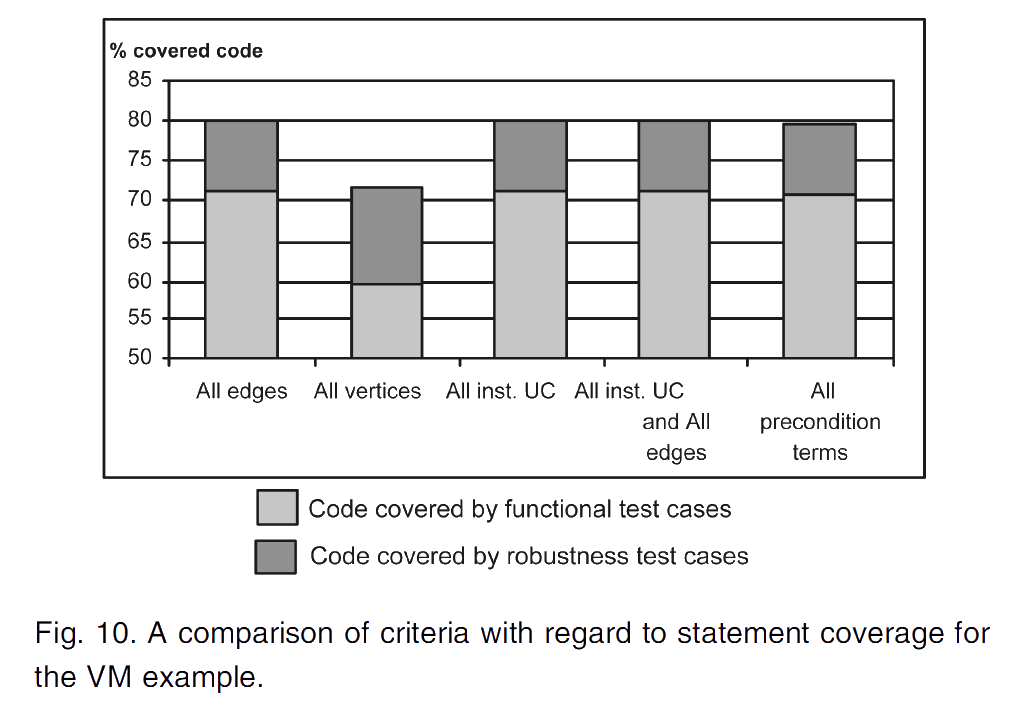 % covered code
85
80
75
70
65
60
55
50
All edges
All vertices
All inst. UC
All inst. UC
and All
edges
All
precondition
terms
Code covered by functional test cases
Code covered by robustness test cases
Fig. 10. A comparison of criteria with regard to statement coverage for
the VM example.